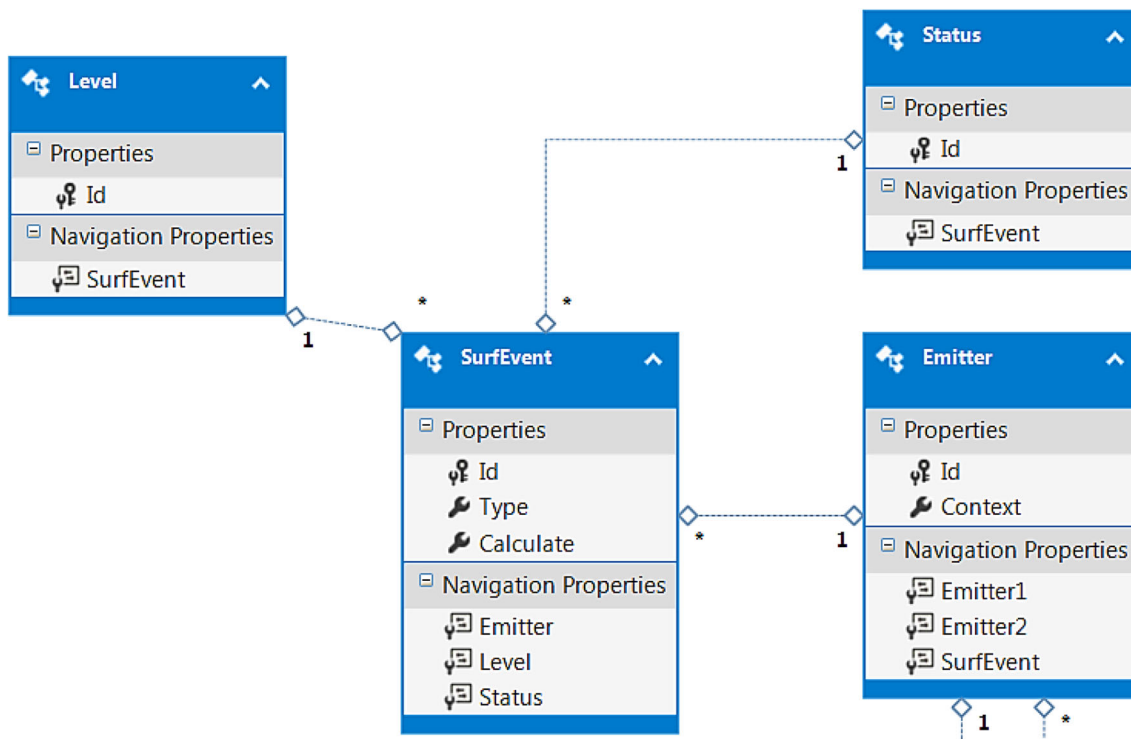 Level
Properties
Id
Navigation Properties
SurfEvent
1
*
Status
Properties
Id
Navigation Properties
SurfEvent
1
*
SurfEvent
Properties
Id
Type
Calculate
Navigation Properties
Emitter
Level
Status
*
1
Emitter
Properties
Id
Context
Navigation Properties
Emitter1
Emitter2
SurfEvent
1
*